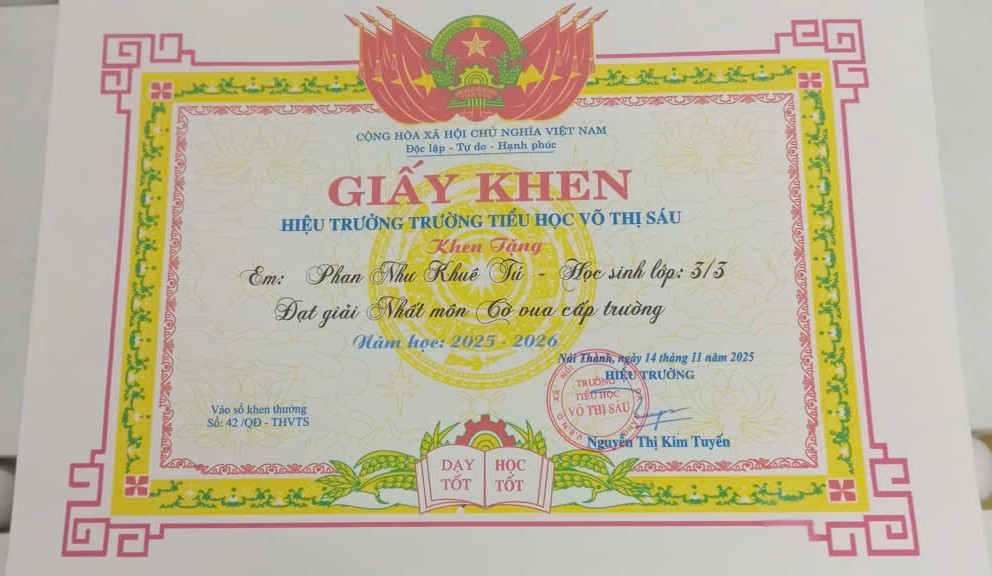 CỘNG HÒA XÃ HỘI CHỦ NGHĨA VIỆT NAM
Độc lập - Tự do - Hạnh phúc
GIẤY KHEN
HIỆU TRƯỞNG TRƯỜNG TIỂU HỌC VÕ THỊ SÁU
Khen Tặng
Em: Phan Như Khuê Tú - Học sinh lớp: 3/3
Đạt giải Nhất môn Cờ vua cấp trường
Năm học: 2025 - 2026
Núi Thành, ngày 14 tháng 11 năm 2025
HIỆU TRƯỞNG
TRƯỜNG
TIỂU HỌC
VÕ THỊ SÁU
Nguyễn Thị Kim Tuyến
Vào sổ khen thưởng
Số: 42 /QĐ - THVTS
DẠY TỐT
HỌC TỐT